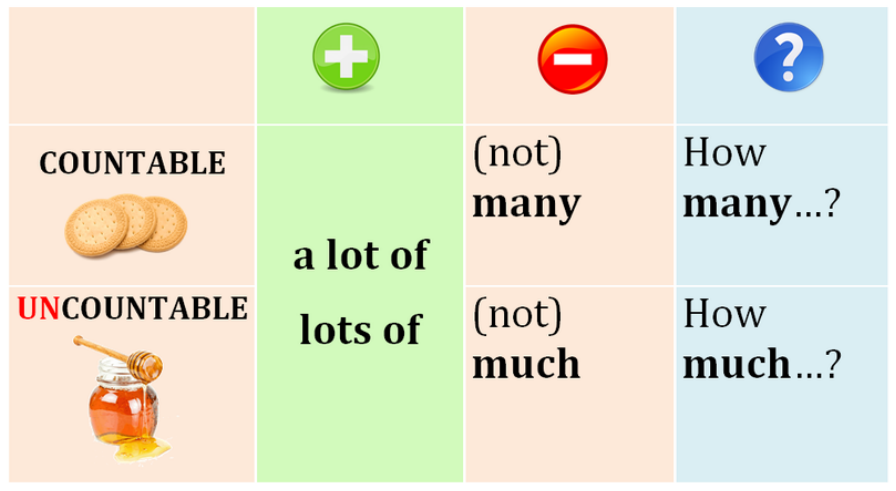 COUNTABLE
a lot of
lots of
(not)
many
How
many...?
UNCOUNTABLE
(not)
much
How
much...?